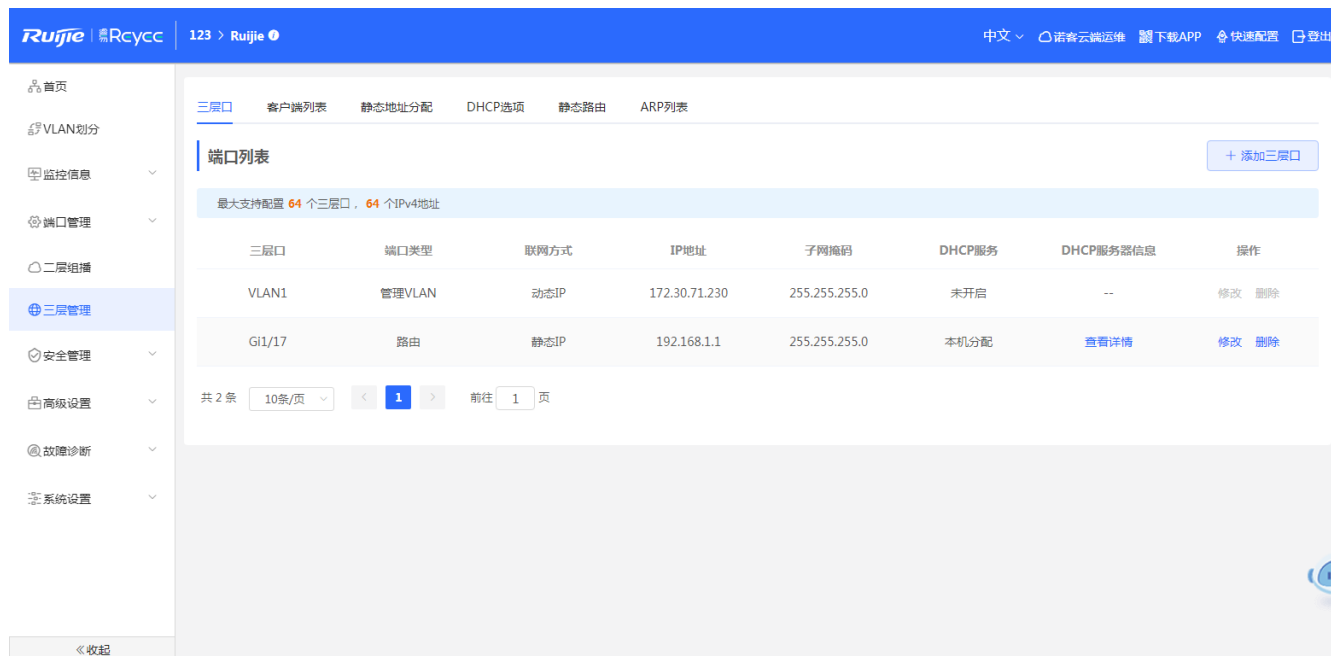 Ruijie | 睿易 Rcycc 123 > Ruijie 中文 诺客云端运维 下载APP 快速配置 登出
首页
VLAN划分
监控信息
端口管理
二层组播
三层管理
安全管理
高级设置
故障诊断
系统设置
《收起
三层口 客户端列表 静态地址分配 DHCP选项 静态路由 ARP列表
端口列表
+ 添加三层口
最大支持配置 64 个三层口， 64 个IPv4地址
三层口 端口类型 联网方式 IP地址 子网掩码 DHCP服务 DHCP服务器信息 操作
VLAN1 管理VLAN 动态IP 172.30.71.230 255.255.255.0 未开启 -- 修改 删除
Gi1/17 路由 静态IP 192.168.1.1 255.255.255.0 本机分配 查看详情 修改 删除
共 2 条 10条/页 < 1 > 前往 1 页